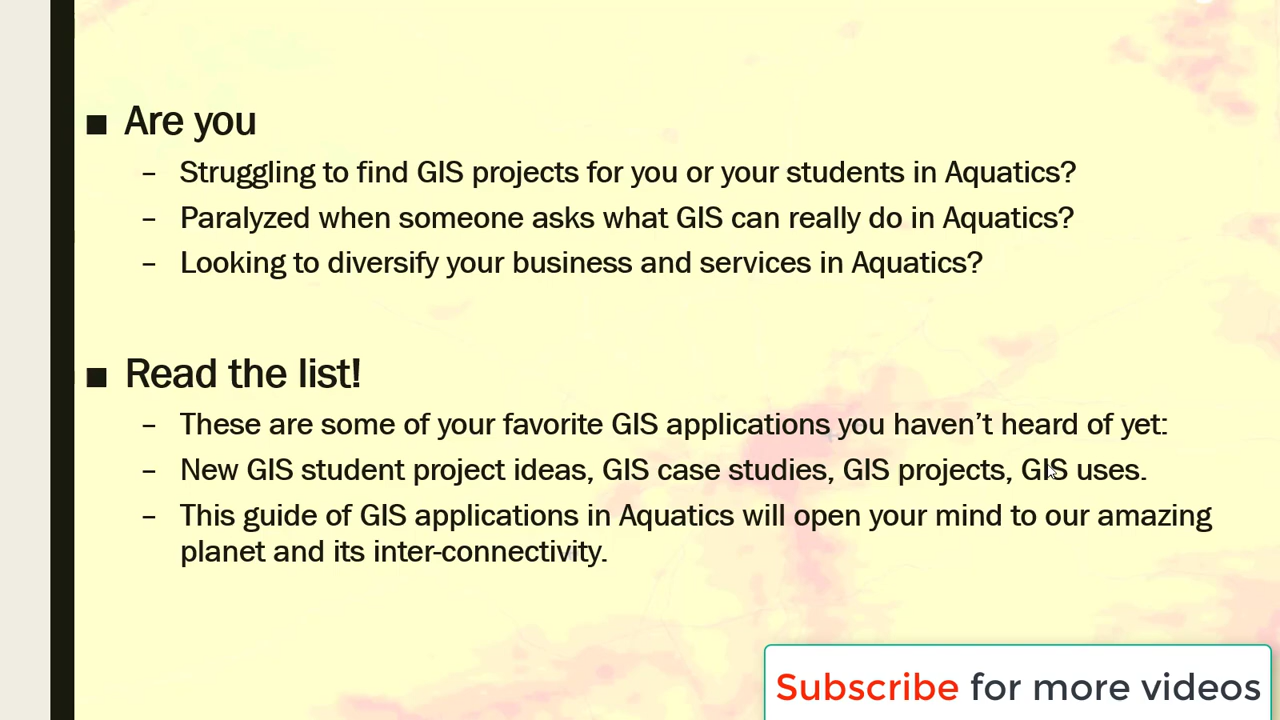 ■ Are you
– Struggling to find GIS projects for you or your students in Aquatics?
– Paralyzed when someone asks what GIS can really do in Aquatics?
– Looking to diversify your business and services in Aquatics?
■ Read the list!
– These are some of your favorite GIS applications you haven’t heard of yet:
– New GIS student project ideas, GIS case studies, GIS projects, GIS uses.
– This guide of GIS applications in Aquatics will open your mind to our amazing
planet and its inter-connectivity.
Subscribe for more videos